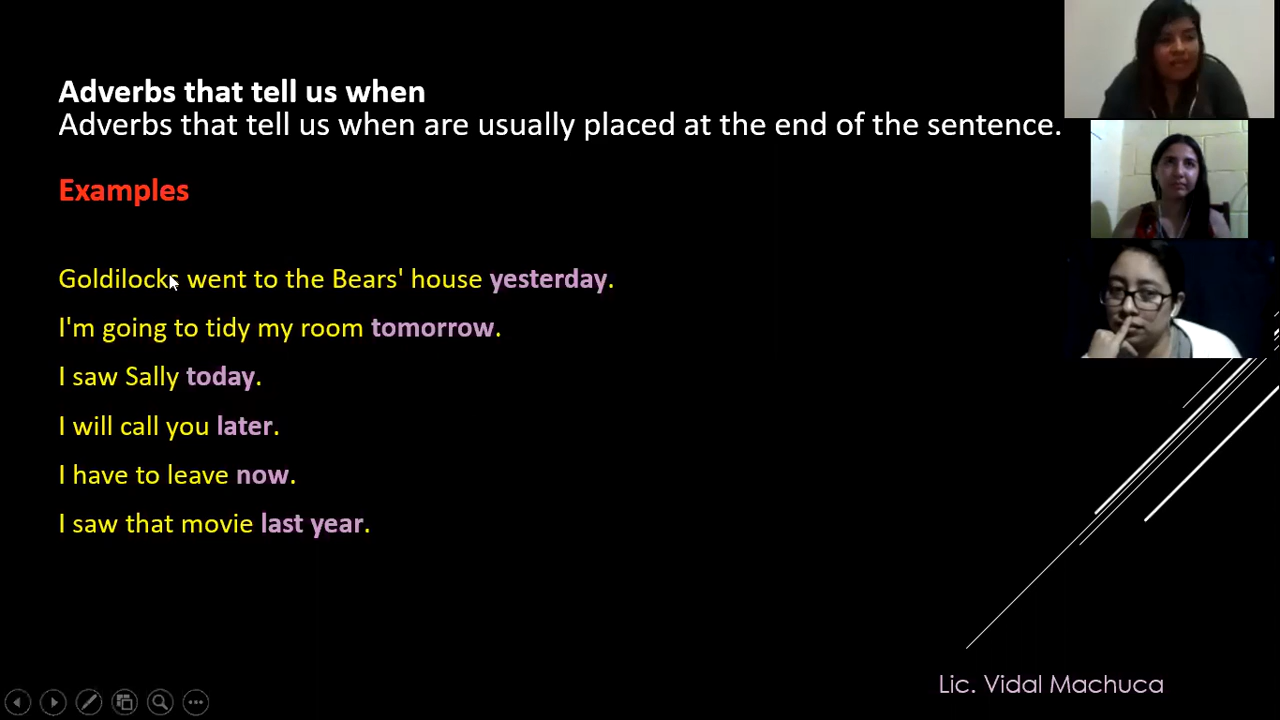 Adverbs that tell us when
Adverbs that tell us when are usually placed at the end of the sentence.
Examples
Goldilocks went to the Bears' house yesterday.
I'm going to tidy my room tomorrow.
I saw Sally today.
I will call you later.
I have to leave now.
I saw that movie last year.
Lic. Vidal Machuca